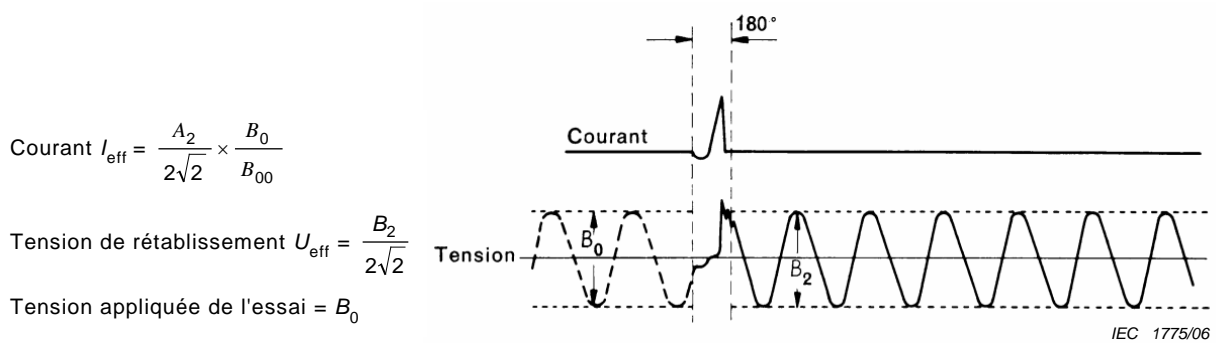 Courant I_eff = A_2 / 2√2 × B_0 / B_00
Tension de rétablissement U_eff = B_2 / 2√2
Tension appliquée de l'essai = B_0
180°
Courant
Tension
B_0
B_2
IEC 1775/06